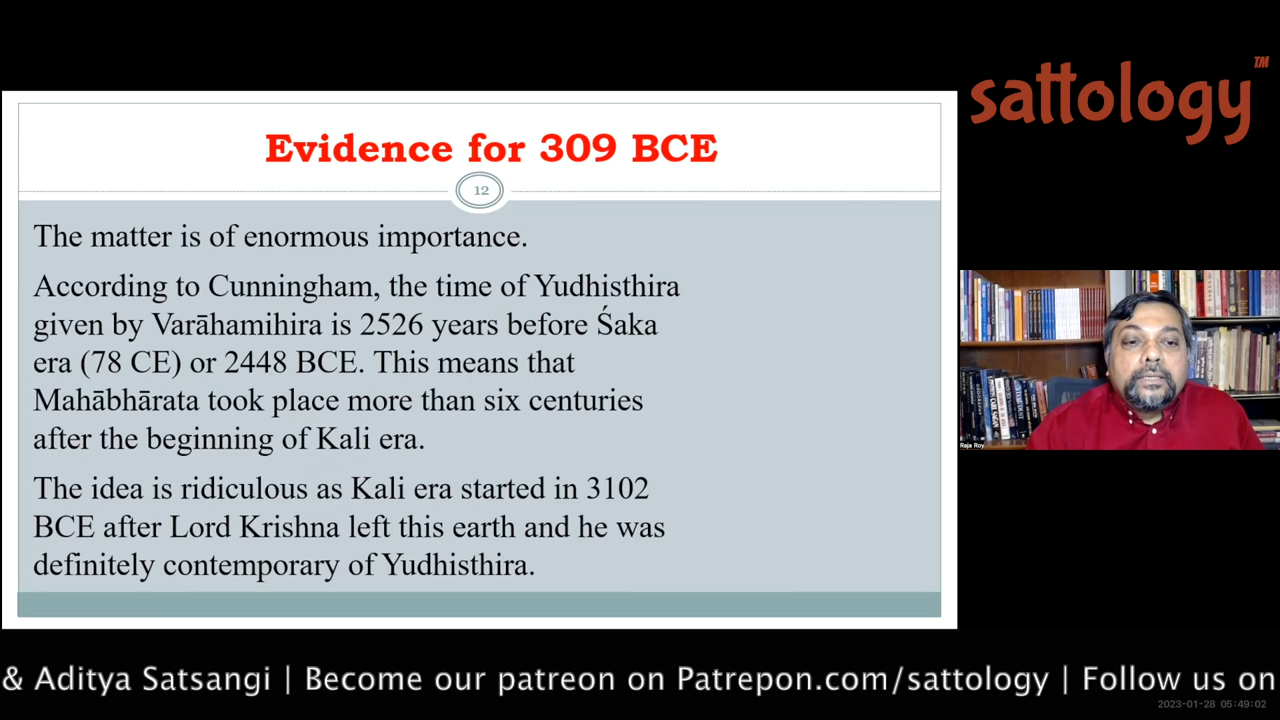 sattology™
Evidence for 309 BCE
12
The matter is of enormous importance.
According to Cunningham, the time of Yudhisthira
given by Varāhamihira is 2526 years before Śaka
era (78 CE) or 2448 BCE. This means that
Mahābhārata took place more than six centuries
after the beginning of Kali era.
The idea is ridiculous as Kali era started in 3102
BCE after Lord Krishna left this earth and he was
definitely contemporary of Yudhisthira.
Raja Roy
& Aditya Satsangi | Become our patreon on Patrepon.com/sattology | Follow us on
2023-01-28 05:49:02